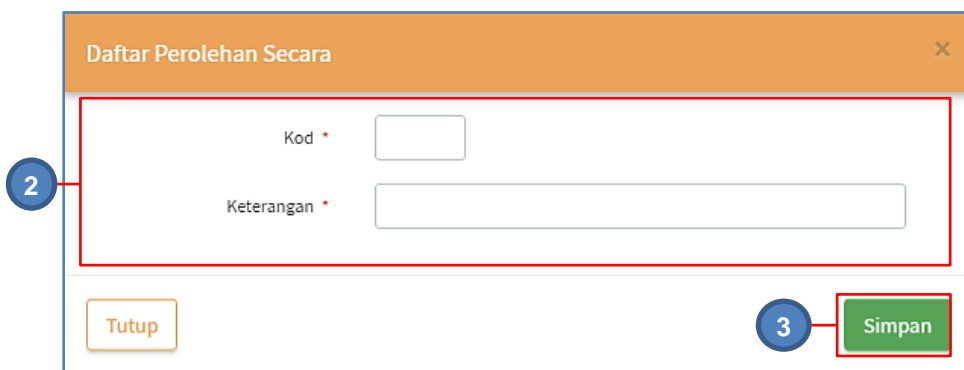 Daftar Perolehan Secara ×
Kod *
2
Keterangan *
Tutup
3
Simpan